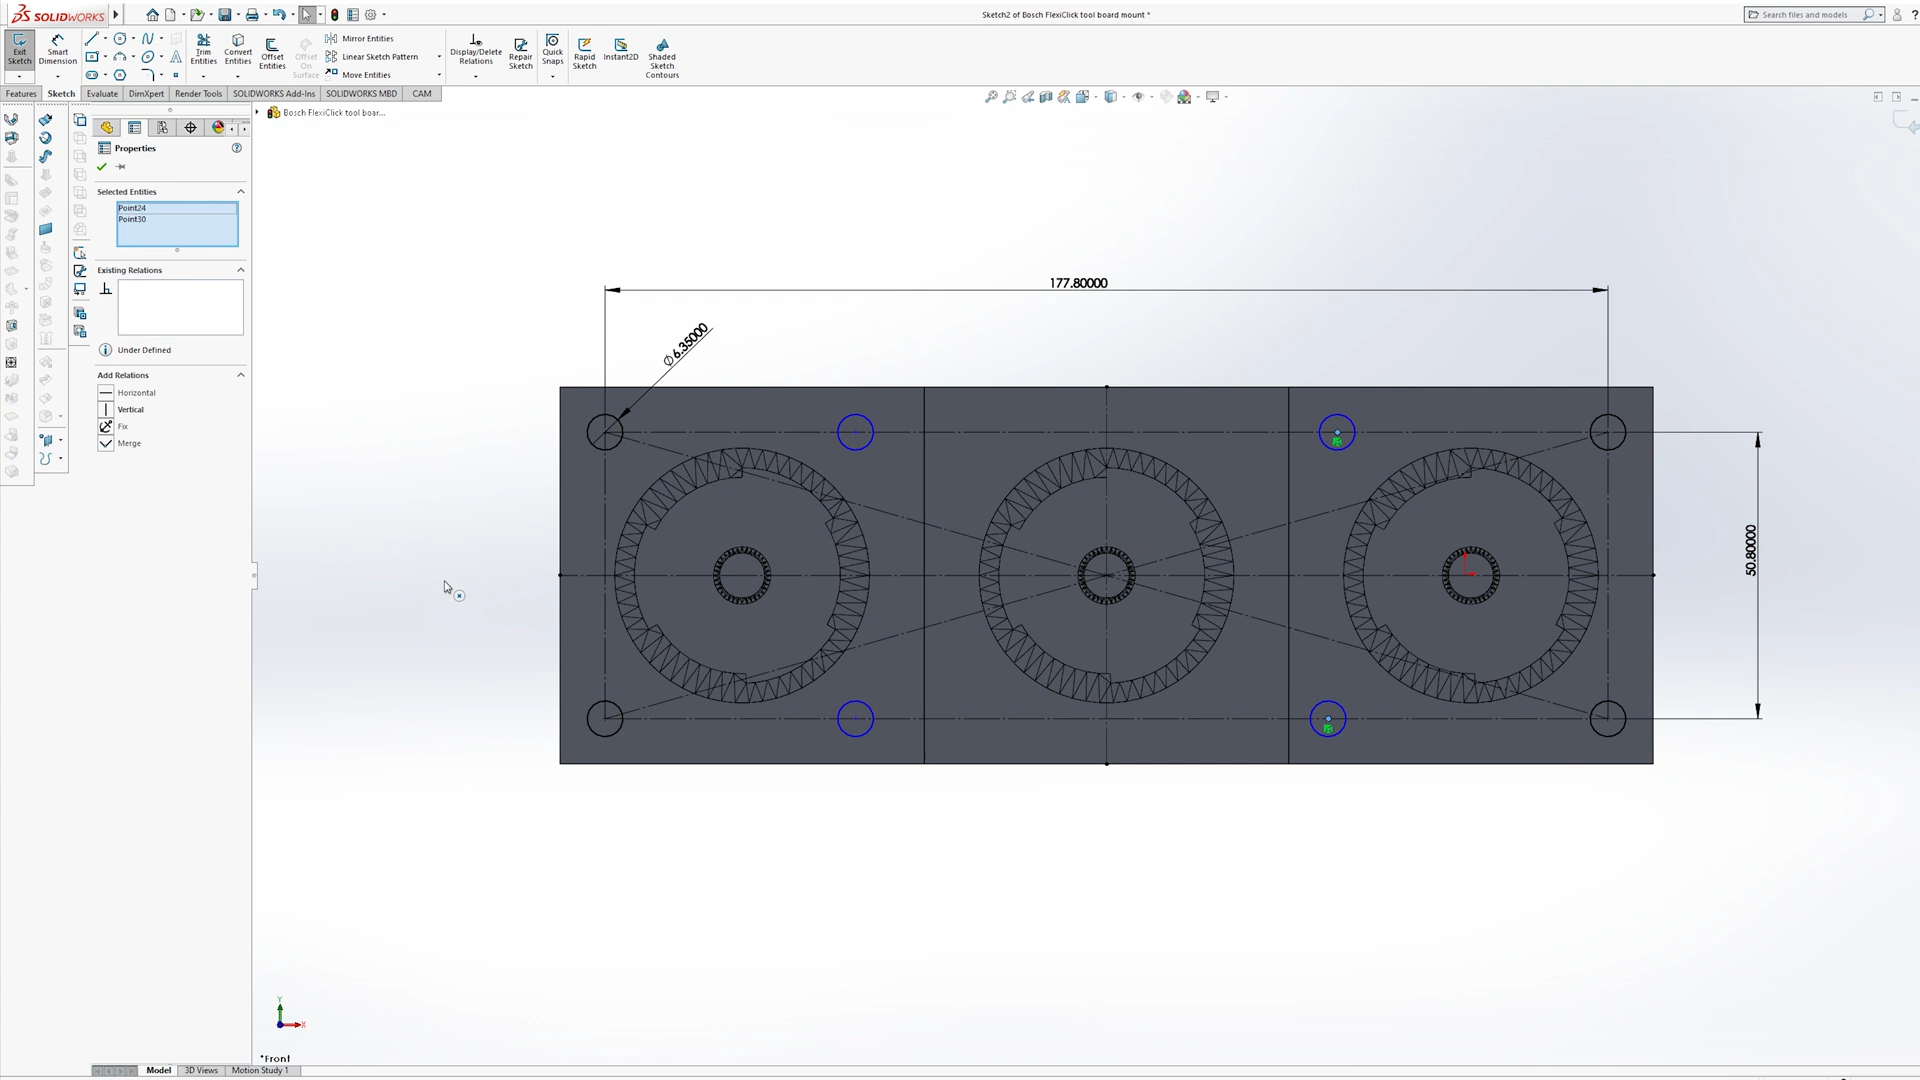 SOLIDWORKS
Sketch2 of Bosch FlexiClick tool board mount *
Search files and models
?
Exit Sketch
Smart Dimension
Trim Entities
Convert Entities
Offset Entities
Offset On Surface
Mirror Entities
Linear Sketch Pattern
Move Entities
Display/Delete Relations
Repair Sketch
Quick Snaps
Rapid Sketch
Instant2D
Shaded Sketch Contours
Features
Sketch
Evaluate
DimXpert
Render Tools
SOLIDWORKS Add-Ins
SOLIDWORKS MBD
CAM
Bosch FlexiClick tool boar...
Properties
?
Selected Entities
Point24
Point30
Existing Relations
Under Defined
Add Relations
Horizontal
Vertical
Fix
Merge
177.80000
∅6.35000
50.80000
Y
X
*Front
Model
3D Views
Motion Study 1